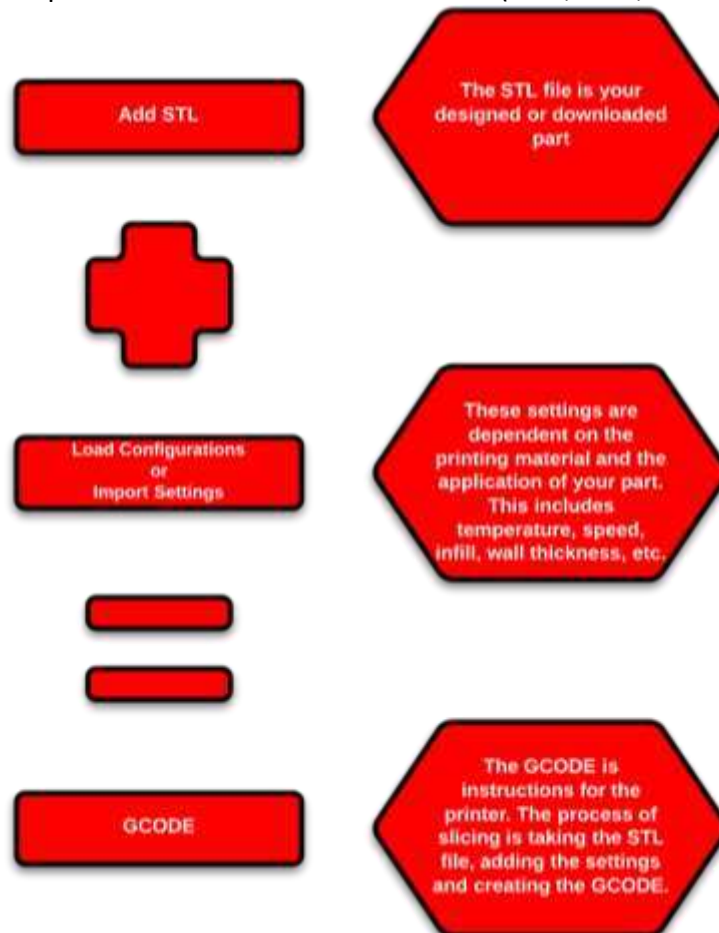 Add STL
The STL file is your
designed or downloaded
part
Load Configurations
or
Import Settings
These settings are
dependent on the
printing material and the
application of your part.
This includes
temperature, speed,
infill, wall thickness, etc.
GCODE
The GCODE is
instructions for the
printer. The process of
slicing is taking the STL
file, adding the settings
and creating the GCODE.